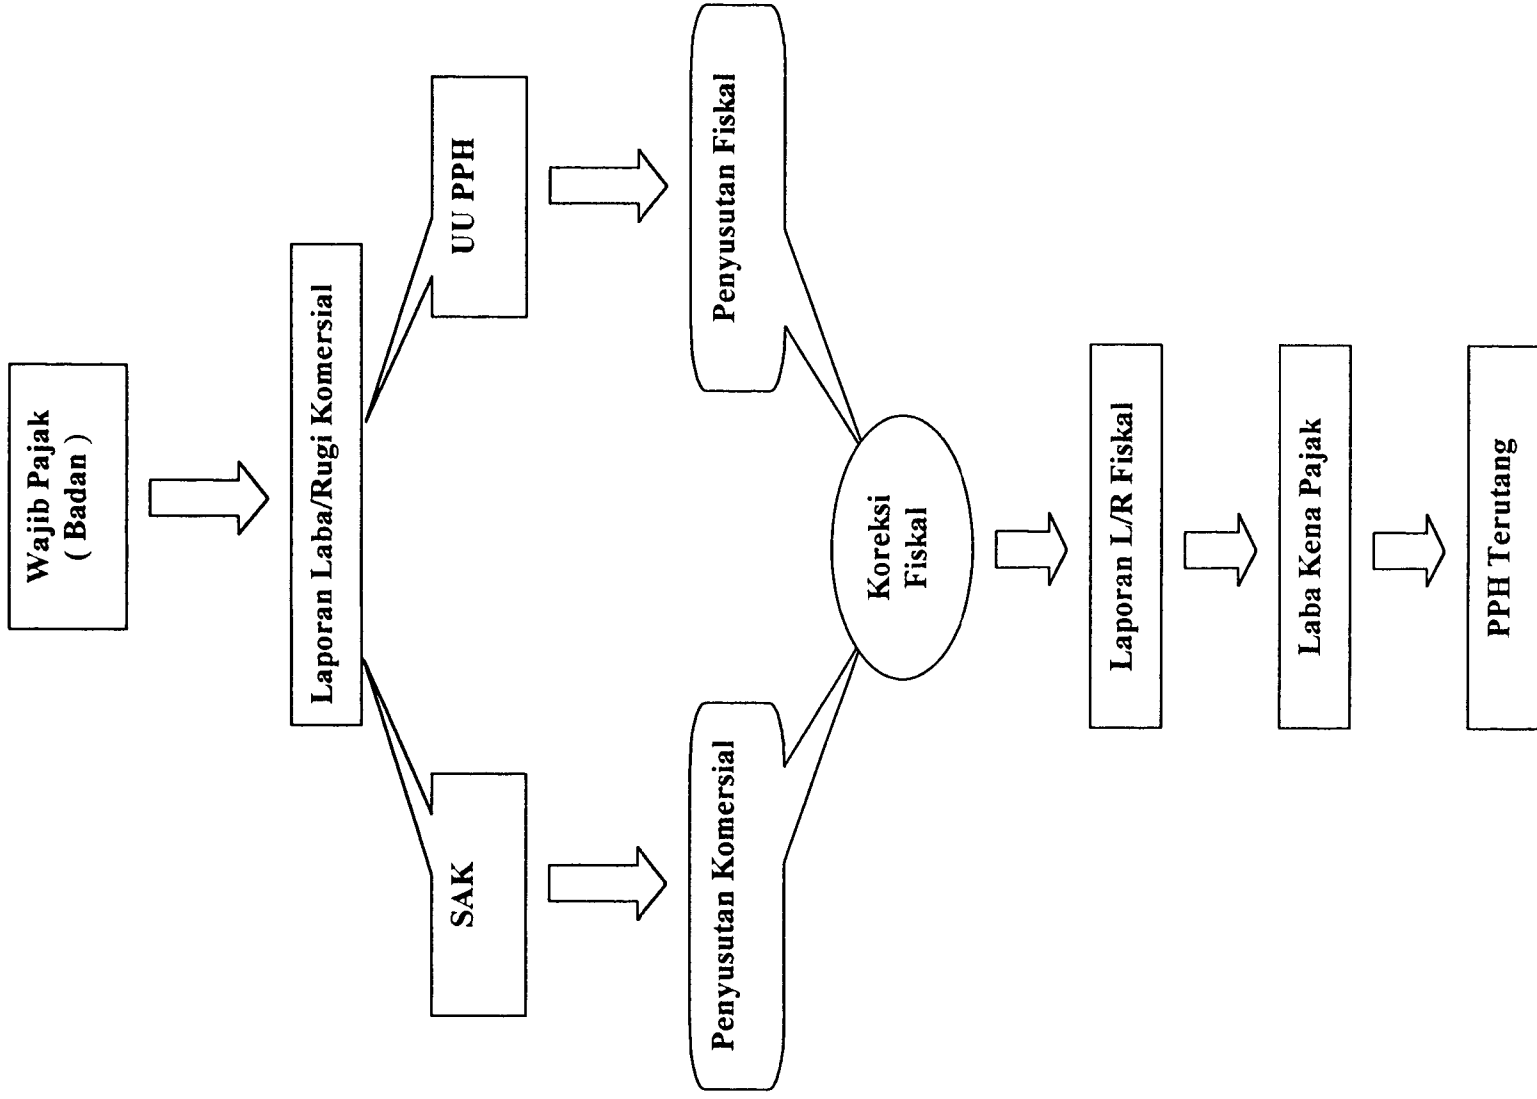 Wajib Pajak
( Badan )
Laporan Laba/Rugi Komersial
SAK
UU PPH
Penyusutan Komersial
Penyusutan Fiskal
Koreksi
Fiskal
Laporan L/R Fiskal
Laba Kena Pajak
PPH Terutang